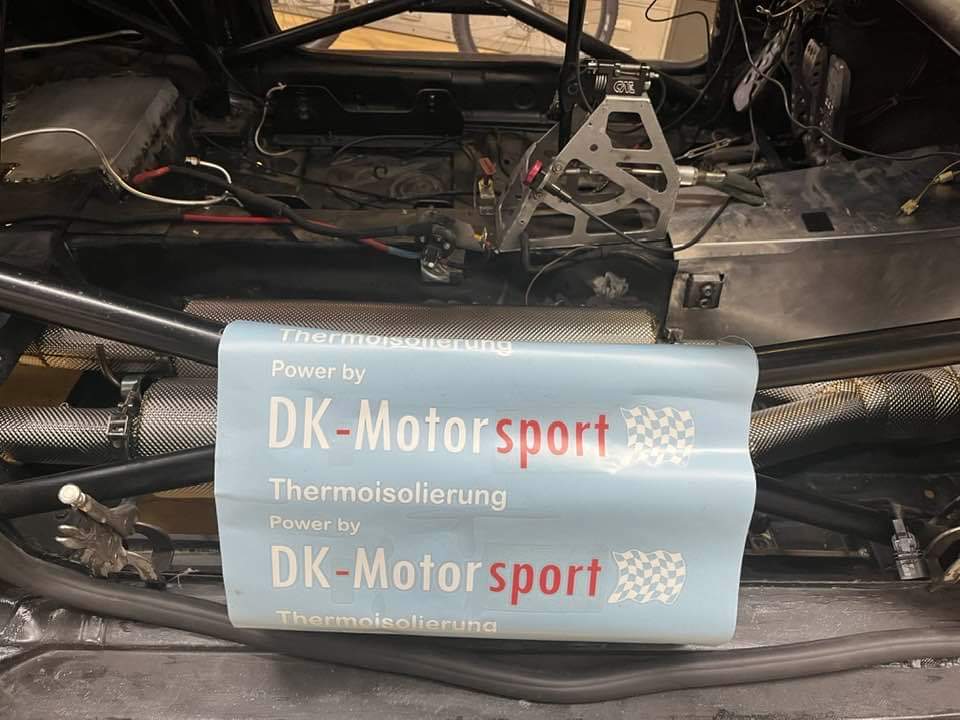 Thermoisolierung
Power by
DK-Motorsport
Thermoisolierung
Power by
DK-Motorsport
Thermoisolierung